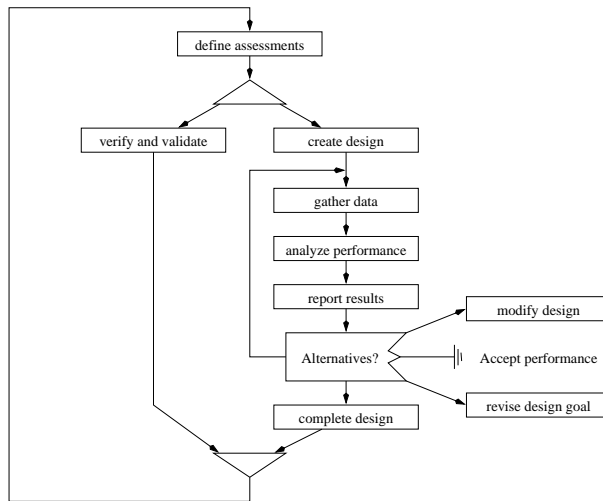 define assessments
verify and validate
create design
gather data
analyze performance
report results
modify design
Alternatives?
Accept performance
revise design goal
complete design